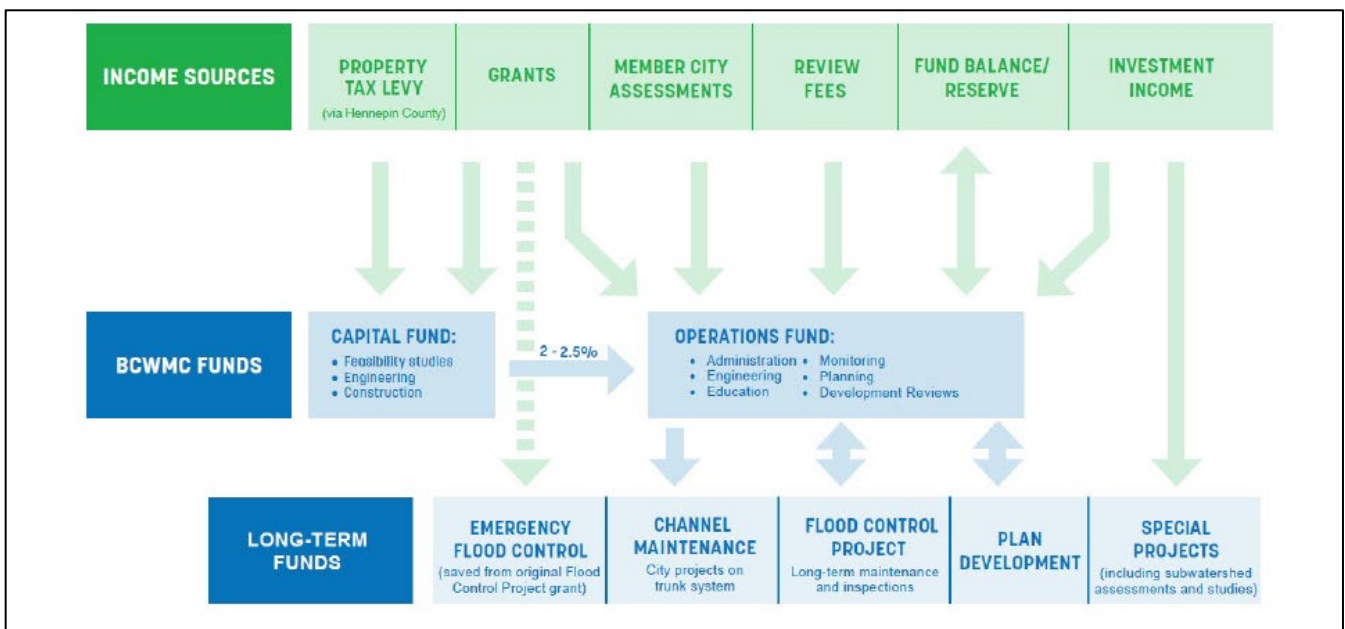 INCOME SOURCES
PROPERTY
TAX LEVY
(via Hennepin County)
GRANTS
MEMBER CITY
ASSESSMENTS
REVIEW
FEES
FUND BALANCE/
RESERVE
INVESTMENT
INCOME
BCWMC FUNDS
CAPITAL FUND:
• Feasibility studies
• Engineering
• Construction
2 - 2.5%
OPERATIONS FUND:
• Administration • Monitoring
• Engineering • Planning
• Education • Development Reviews
LONG-TERM
FUNDS
EMERGENCY
FLOOD CONTROL
(saved from original Flood
Control Project grant)
CHANNEL
MAINTENANCE
City projects on
trunk system
FLOOD CONTROL
PROJECT
Long-term maintenance
and inspections
PLAN
DEVELOPMENT
SPECIAL
PROJECTS
(including subwatershed
assessments and studies)